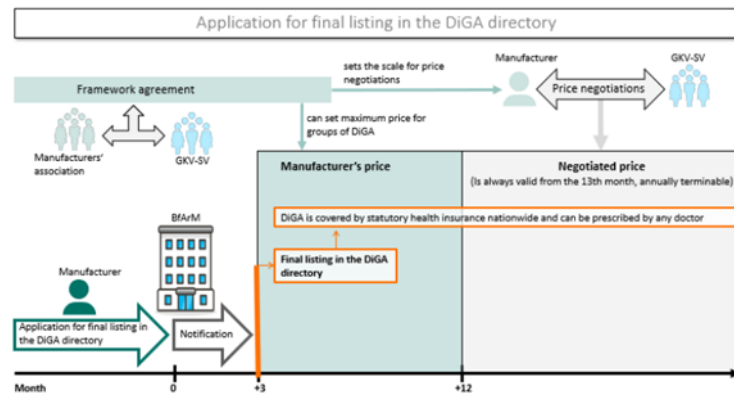 Application for final listing in the DiGA directory
Manufacturer
GKV-SV
sets the scale for price
negotiations
Framework agreement
Price negotiations
can set maximum price for
groups of DiGA
Manufacturers'
association
GKV-SV
Manufacturer's price
Negotiated price
(Is always valid from the 13th month, annually terminable)
BfArM
DiGA is covered by statutory health insurance nationwide and can be prescribed by any doctor
Final listing in the DiGA
directory
Manufacturer
Application for final listing in
the DiGA directory
Notification
Month
0
+3
+12